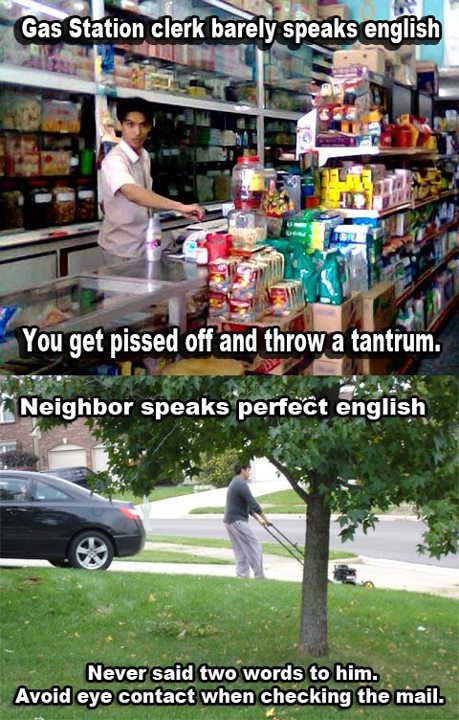 Gas Station clerk barely speaks english
You get pissed off and throw a tantrum.
Neighbor speaks perfect english
Never said two words to him.
Avoid eye contact when checking the mail.